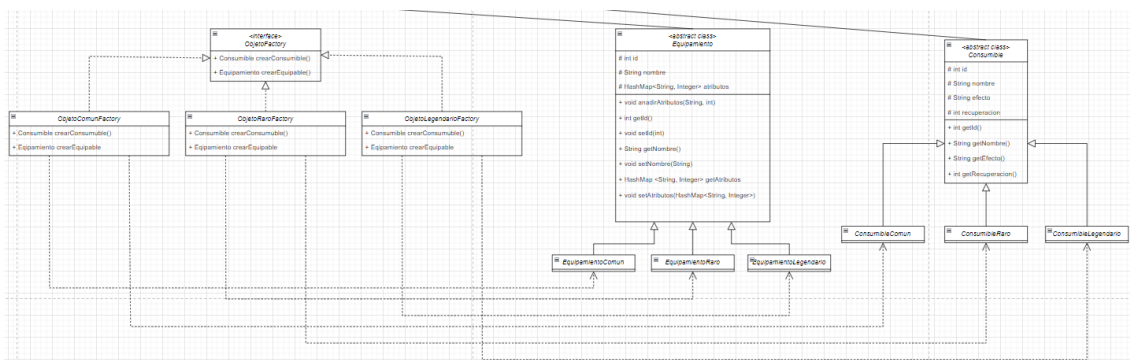 <interface>
ObjetoFactory
+ Consumible crearConsumible()
+ Equipamiento crearEquipable()
ObjetoComunFactory
+.Consumible crearConsumuble()
+.Eqipamiento crearEquipable
ObjetoRaroFactory
+ Consumible crearConsumible()
+ Eqipamiento crearEquipable
ObjetoLegendarioFactory
+ Consumible crearConsumible()
+ Eqipamiento crearEquipable
<abstract class>
Equipamiento
# int id
# String nombre
# HashMap<String, Integer> atributos
+ void anadirAtributos(String, int)
+ int getId()
+ void setId(int)
+ String getNombre()
+ void setNombre(String)
+ HashMap <String, Integer> getAtributos
+ void setAtributos(HashMap<String, Integer>)
<abstract class>
Consumible
# int id
# String nombre
# String efecto
# int recuperacion
+ int getId()
+ String getNombre()
+ String getEfecto()
+ int getRecuperacion()
ConsumibleComun
ConsumibleRaro
ConsumibleLegendario
EquipamientoComun
EquipamientoRaro
EquipamientoLegendario